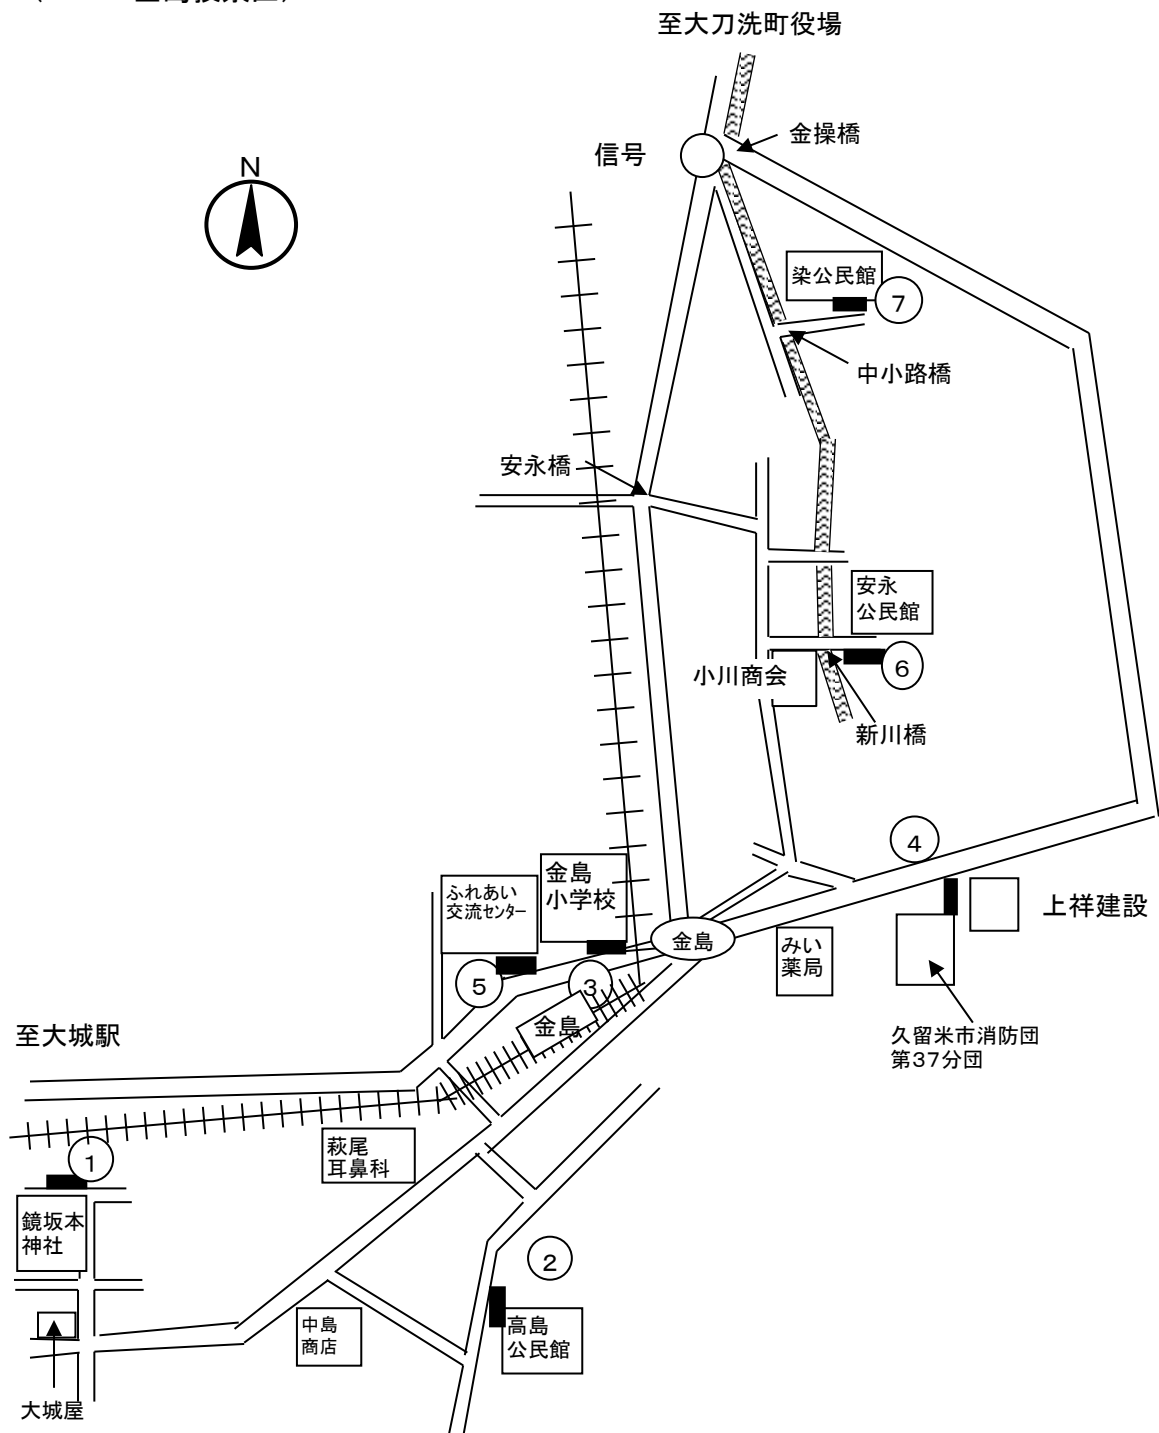 至大刀洗町役場
金操橋
信号
N
染公民館
7
中小路橋
安永橋
安永
公民館
小川商会
6
新川橋
4
金島
小学校
ふれあい
交流センター
上祥建設
金島
みい
薬局
5
3
金島
久留米市消防団
第37分団
至大城駅
萩尾
耳鼻科
1
鏡坂本
神社
2
中島
商店
高島
公民館
大城屋